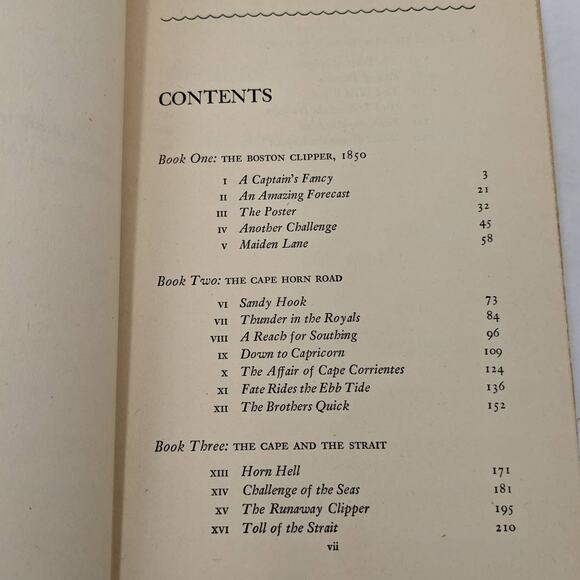 CONTENTS
Book One: THE BOSTON CLIPPER, 1850
I A Captain's Fancy 3
II An Amazing Forecast 21
III The Poster 32
IV Another Challenge 45
V Maiden Lane 58
Book Two: THE CAPE HORN ROAD
VI Sandy Hook 73
VII Thunder in the Royals 84
VIII A Reach for Southing 96
IX Down to Capricorn 109
X The Affair of Cape Corrientes 124
XI Fate Rides the Ebb Tide 136
XII The Brothers Quick 152
Book Three: THE CAPE AND THE STRAIT
XIII Horn Hell 171
XIV Challenge of the Seas 181
XV The Runaway Clipper 195
XVI Toll of the Strait 210
vii